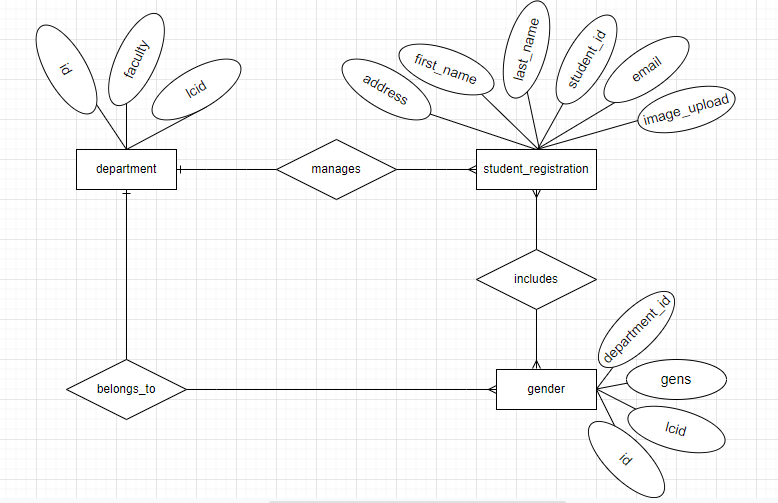 id
faculty
lcid
address
first_name
last_name
student_id
email
image_upload
department
manages
student_registration
includes
belongs_to
gender
department_id
gens
lcid
id